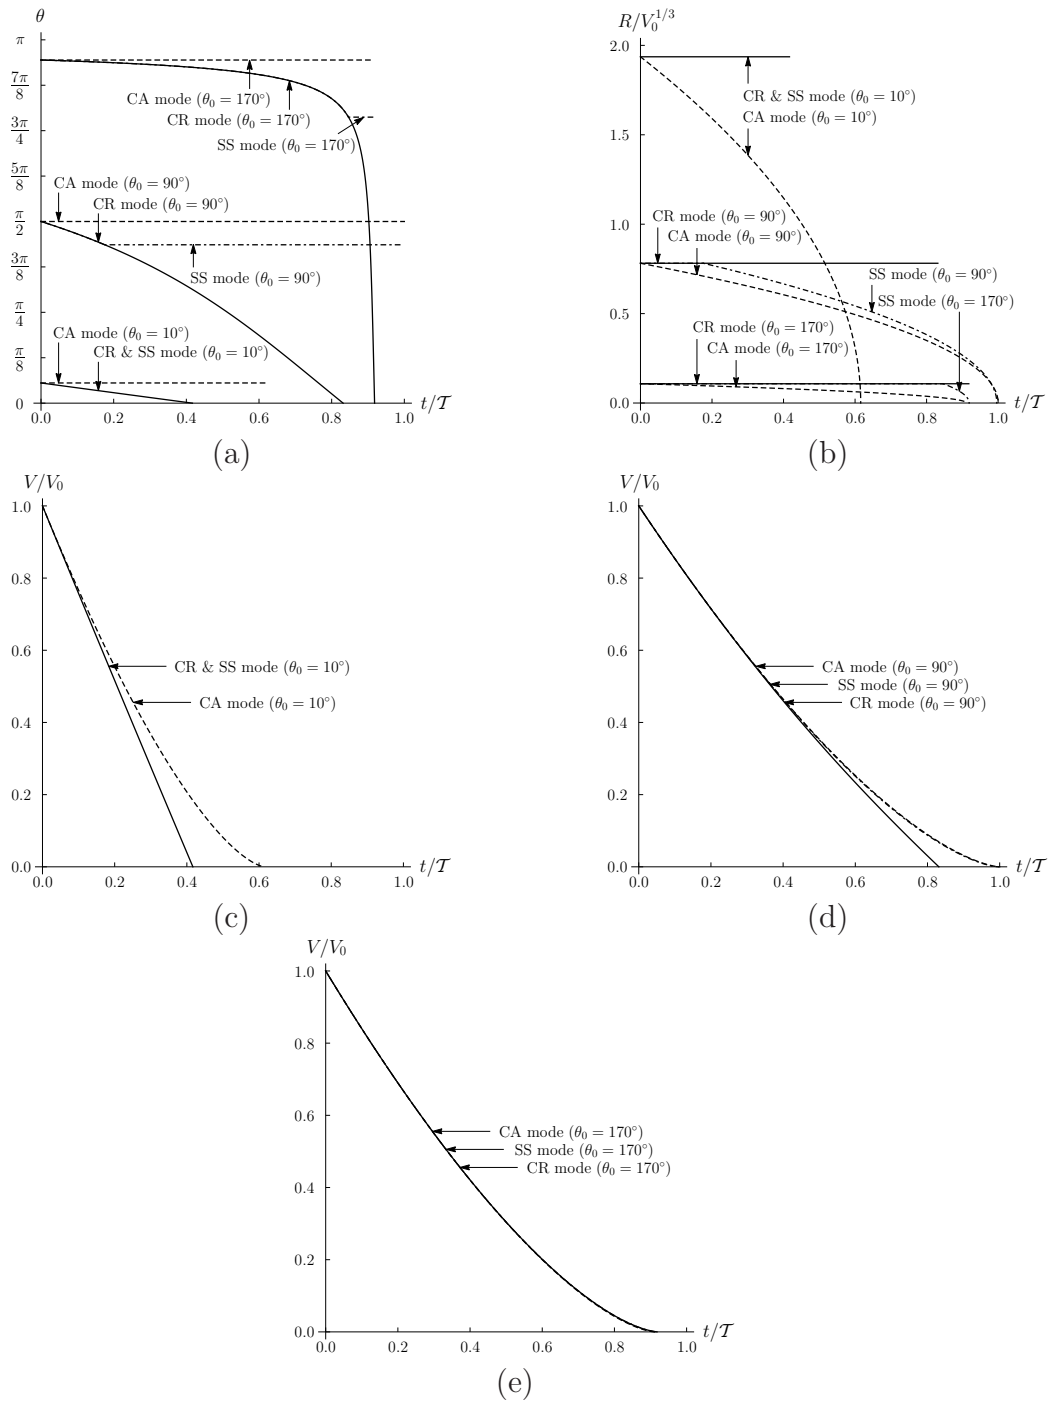 θ
π
7π/8
3π/4
5π/8
π/2
3π/8
π/4
π/8
0
CA mode (θ₀ = 170°)
CR mode (θ₀ = 170°)
SS mode (θ₀ = 170°)
CA mode (θ₀ = 90°)
CR mode (θ₀ = 90°)
SS mode (θ₀ = 90°)
CA mode (θ₀ = 10°)
CR & SS mode (θ₀ = 10°)
0.0 0.2 0.4 0.6 0.8 1.0 t/𝒯
(a)
R/V₀^{1/3}
2.0
1.5
1.0
0.5
0.0
CR & SS mode (θ₀ = 10°)
CA mode (θ₀ = 10°)
CR mode (θ₀ = 90°)
CA mode (θ₀ = 90°)
SS mode (θ₀ = 90°)
SS mode (θ₀ = 170°)
CR mode (θ₀ = 170°)
CA mode (θ₀ = 170°)
0.0 0.2 0.4 0.6 0.8 1.0 t/𝒯
(b)
V/V₀
1.0
0.8
0.6
0.4
0.2
0.0
CR & SS mode (θ₀ = 10°)
CA mode (θ₀ = 10°)
0.0 0.2 0.4 0.6 0.8 1.0 t/𝒯
(c)
V/V₀
1.0
0.8
0.6
0.4
0.2
0.0
CA mode (θ₀ = 90°)
SS mode (θ₀ = 90°)
CR mode (θ₀ = 90°)
0.0 0.2 0.4 0.6 0.8 1.0 t/𝒯
(d)
V/V₀
1.0
0.8
0.6
0.4
0.2
0.0
CA mode (θ₀ = 170°)
SS mode (θ₀ = 170°)
CR mode (θ₀ = 170°)
0.0 0.2 0.4 0.6 0.8 1.0 t/𝒯
(e)